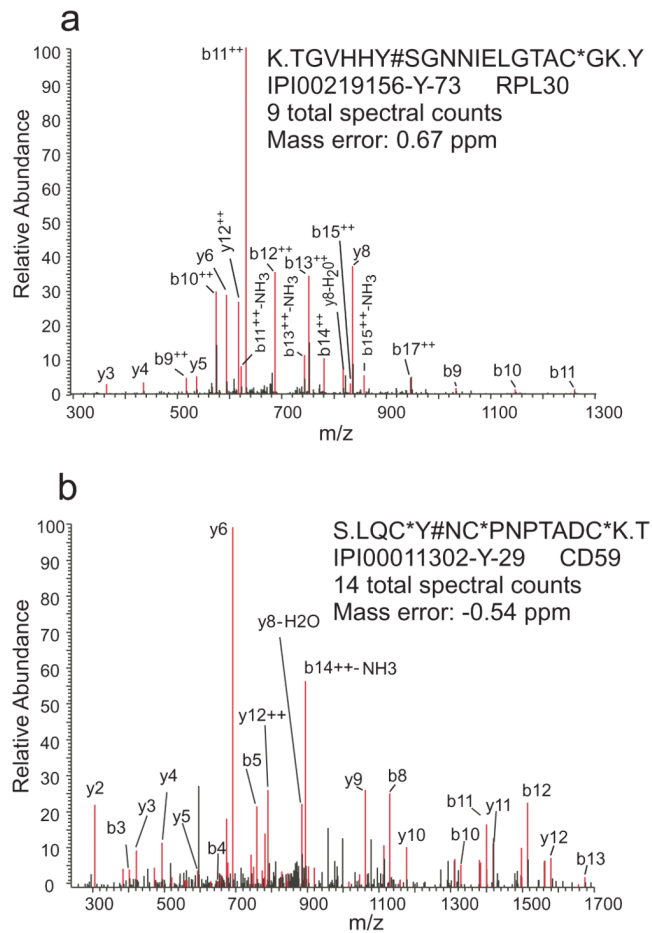 a
K.TGVHHY#SGNNIELGTAC*GK.Y
IPI00219156-Y-73 RPL30
9 total spectral counts
Mass error: 0.67 ppm
Relative Abundance
100
90
80
70
60
50
40
30
20
10
0
b11++
y12++
y6
b10++
b9++
y5
y4
y3
b11++-NH3
b12++
b13++
b13++-NH3
b14++
b15++
y8-H20
y8
b15++-NH3
b17++
b9
b10
b11
300 500 700 900 1100 1300
m/z
b
S.LQC*Y#NC*PNPTADC*K.T
IPI00011302-Y-29 CD59
14 total spectral counts
Mass error: -0.54 ppm
Relative Abundance
100
90
80
70
60
50
40
30
20
10
0
y6
y8-H2O
b14++-NH3
y12++
b5
y4
y3
y5
b4
b3
y2
y9
b8
y10
b11
b10
y11
b12
y12
b13
300 500 700 900 1100 1300 1500 1700
m/z